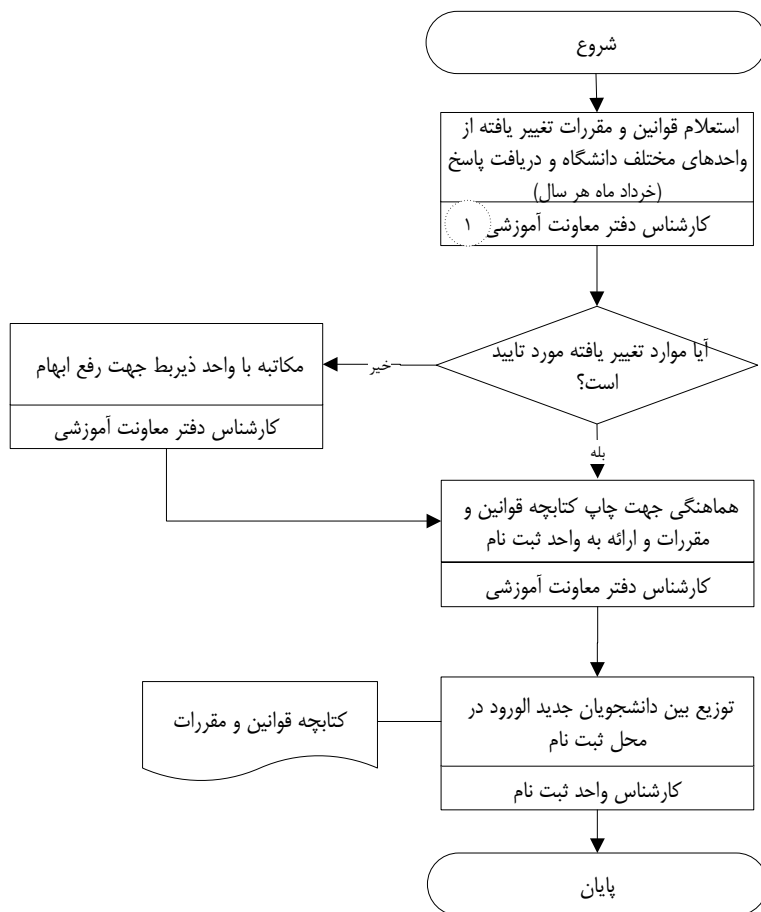 شروع
استعلام قوانین و مقررات تغییر یافته از
واحدهای مختلف دانشگاه و دریافت پاسخ
(خرداد ماه هر سال)
کارشناس دفتر معاونت آموزشی
۱
آیا موارد تغییر یافته مورد تایید
است؟
خیر
مکاتبه با واحد ذیربط جهت رفع ابهام
کارشناس دفتر معاونت آموزشی
بله
هماهنگی جهت چاپ کتابچه قوانین و
مقررات و ارائه به واحد ثبت نام
کارشناس دفتر معاونت آموزشی
توزیع بین دانشجویان جدید الورود در
محل ثبت نام
کارشناس واحد ثبت نام
کتابچه قوانین و مقررات
پایان